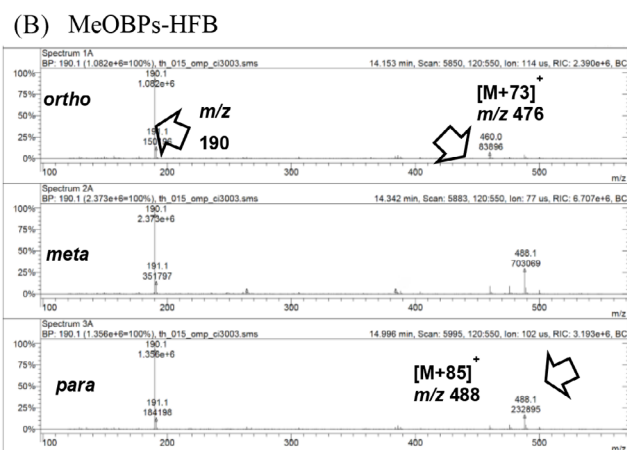 (B) MeOBPs-HFB
Spectrum 1A
BP: 190.1 (1.082e+6=100%), th_015_omp_ci3003.sms 14.153 min, Scan: 5850, 120:550, Ion: 114 us, RIC: 2.390e+6, BC
100%
75%
50%
25%
0%
ortho
190.1
1.082e+6
m/z
190
[M+73]+
m/z 476
460.0
83896
100 200 300 400 500
m/z
Spectrum 2A
BP: 190.1 (2.373e+6=100%), th_015_omp_ci3003.sms 14.342 min, Scan: 5883, 120:550, Ion: 77 us, RIC: 6.707e+6, BC
100%
75%
50%
25%
0%
meta
190.1
2.373e+6
191.1
351797
488.1
703069
100 200 300 400 500
m/z
Spectrum 3A
BP: 190.1 (1.356e+6=100%), th_015_omp_ci3003.sms 14.996 min, Scan: 5995, 120:550, Ion: 102 us, RIC: 3.193e+6, BC
100%
75%
50%
25%
0%
para
190.1
1.356e+6
191.1
184198
[M+85]+
m/z 488
488.1
232895
100 200 300 400 500
m/z